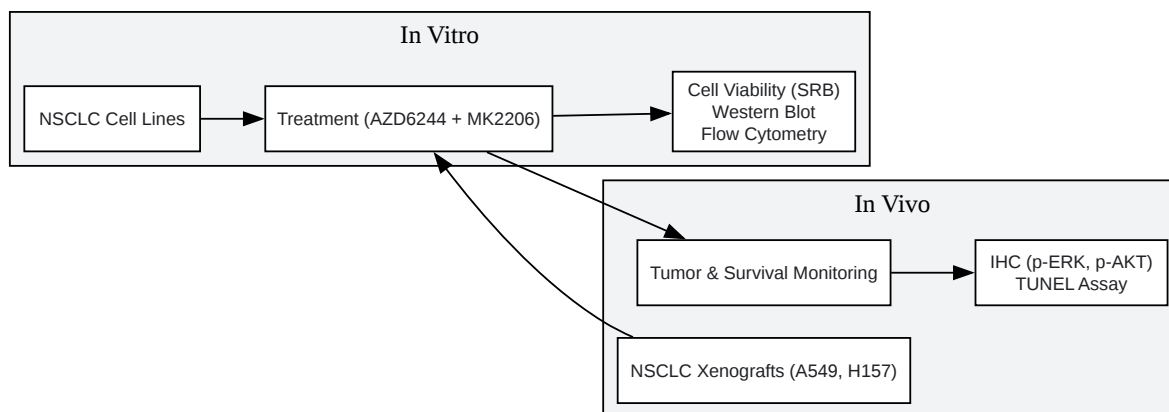 In Vitro
NSCLC Cell Lines
Treatment (AZD6244 + MK2206)
Cell Viability (SRB)
Western Blot
Flow Cytometry
In Vivo
Tumor & Survival Monitoring
IHC (p-ERK, p-AKT)
TUNEL Assay
NSCLC Xenografts (A549, H157)